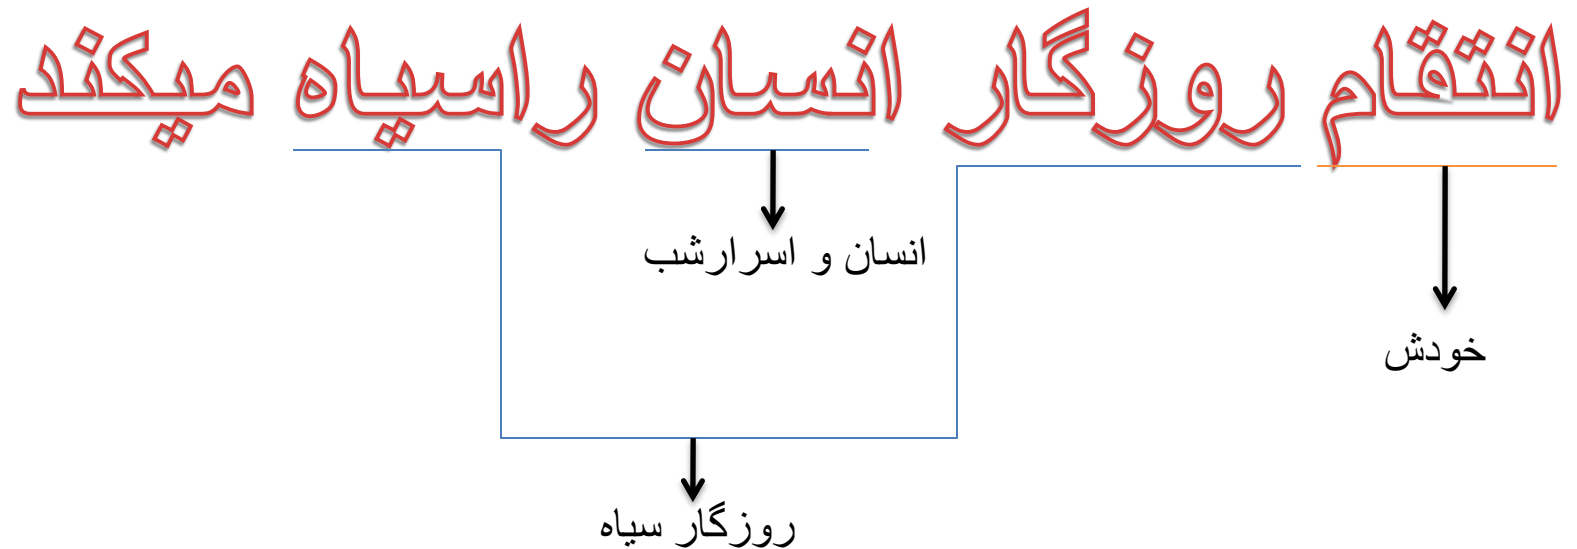 انتقام روزگار انسان راسیاه میکند
انسان و اسرارشب
خودش
روزگار سیاه